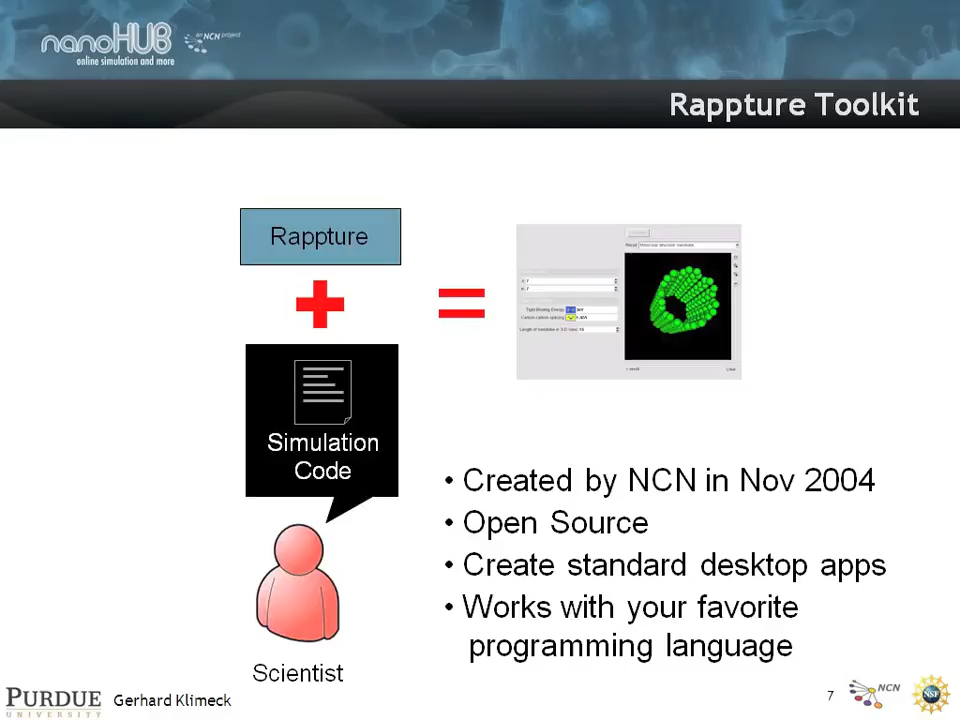 nanoHUB
an NCN project
online simulation and more
Rappture Toolkit
Rappture
Simulation
Code
Scientist
• Created by NCN in Nov 2004
• Open Source
• Create standard desktop apps
• Works with your favorite
programming language
PURDUE
UNIVERSITY
Gerhard Klimeck
7
NCN
NSF